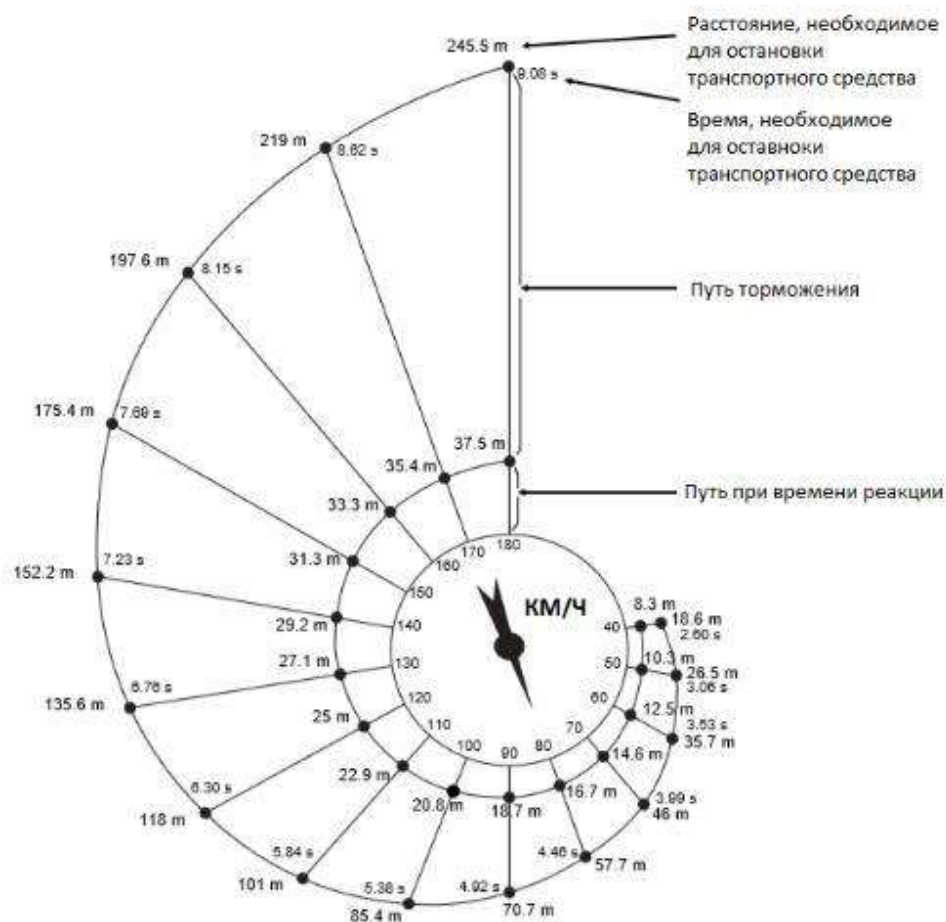 245.5 m
9.08 s
Расстояние, необходимое
для остановки
транспортного средства
Время, необходимое
для оставноки
транспортного средства
219 m
8.62 s
197.6 m
8.15 s
Путь торможения
175.4 m
7.69 s
37.5 m
35.4 m
33.3 m
Путь при времени реакции
31.3 m
180
170
160
150
152.2 m
7.23 s
29.2 m
140
КМ/Ч
40
8.3 m
18.6 m
2.60 s
27.1 m
130
50
10.3 m
26.5 m
3.06 s
135.6 m
6.76 s
25 m
120
60
12.5 m
3.53 s
35.7 m
110
100
90
80
70
22.9 m
20.8 m
18.7 m
16.7 m
14.6 m
118 m
6.30 s
3.99 s
46 m
101 m
5.84 s
4.46 s
57.7 m
85.4 m
5.38 s
4.92 s
70.7 m